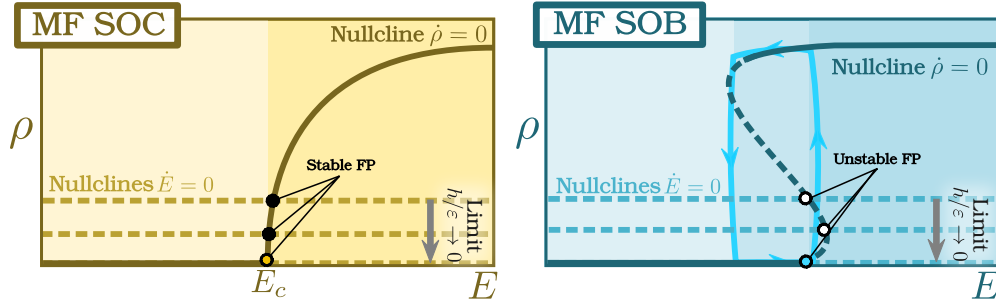 MF SOC
Nullcline ρ̇ = 0
ρ
Stable FP
Nullclines Ė = 0
Limit
h/ε → 0
E_c
E
MF SOB
Nullcline ρ̇ = 0
ρ
Unstable FP
Nullclines Ė = 0
Limit
h/ε → 0
E